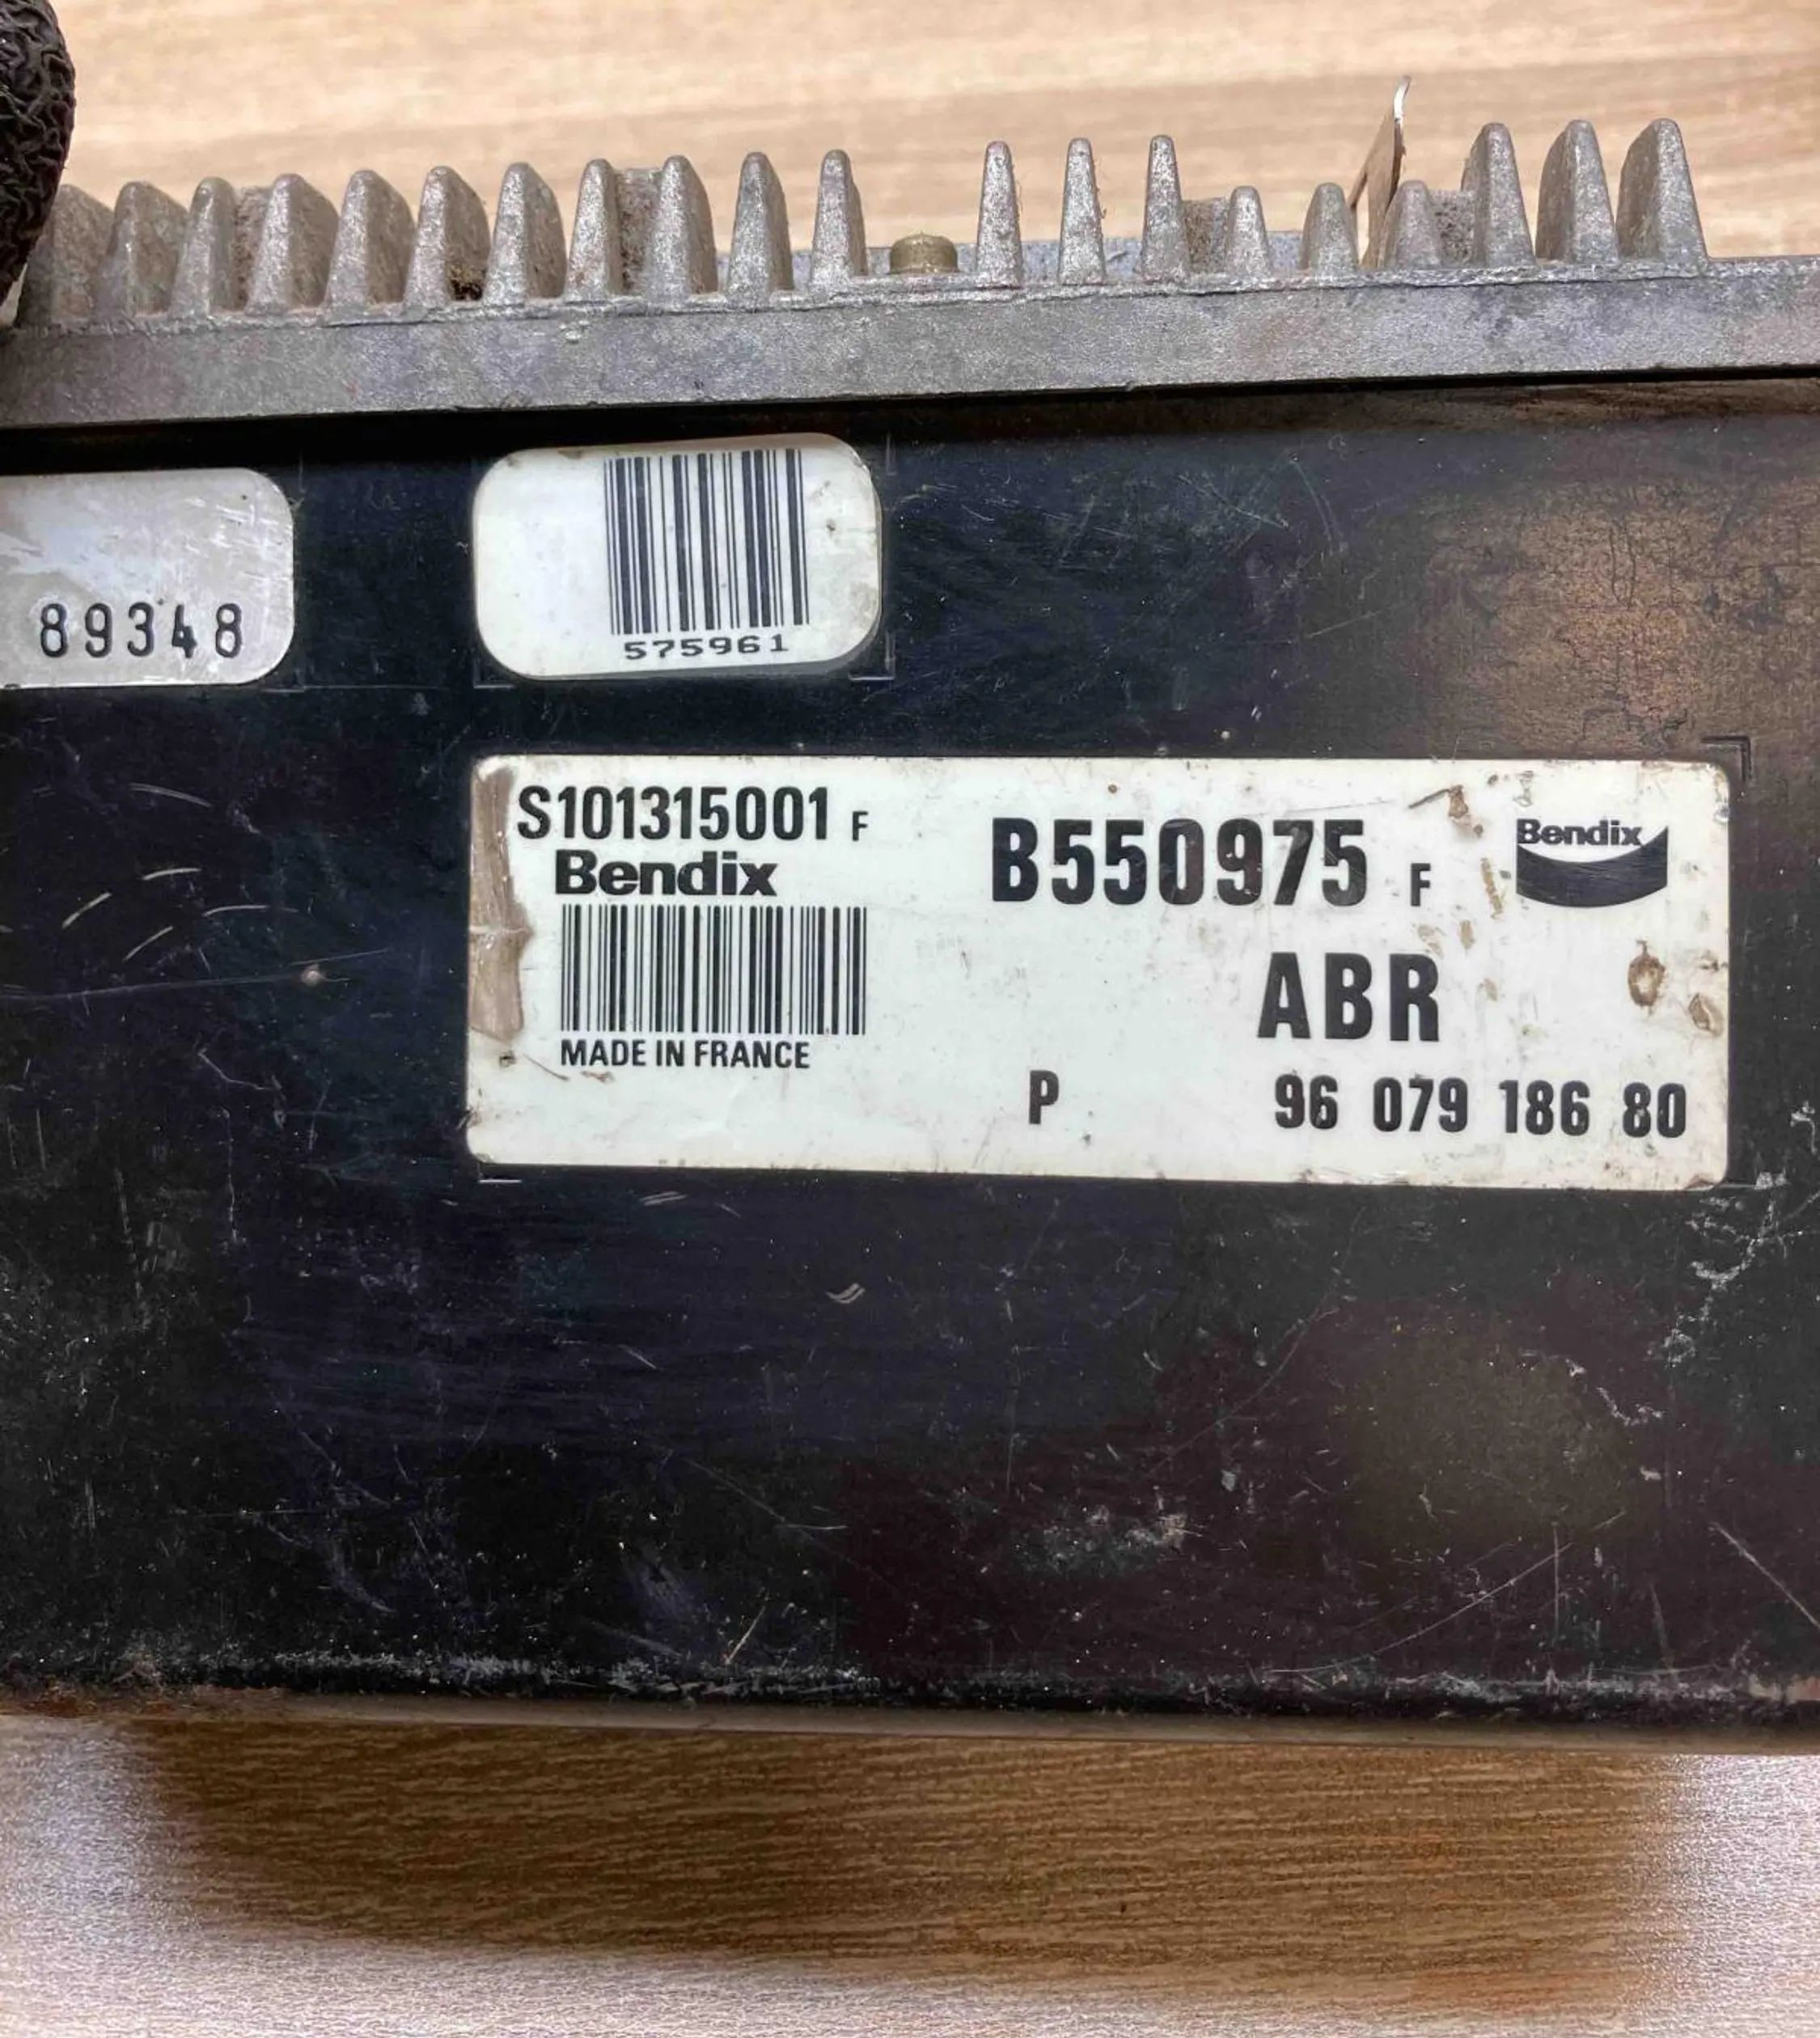 89348
575961
S101315001 F
Bendix
MADE IN FRANCE
B550975 F
Bendix
ABR
P 96 079 186 80